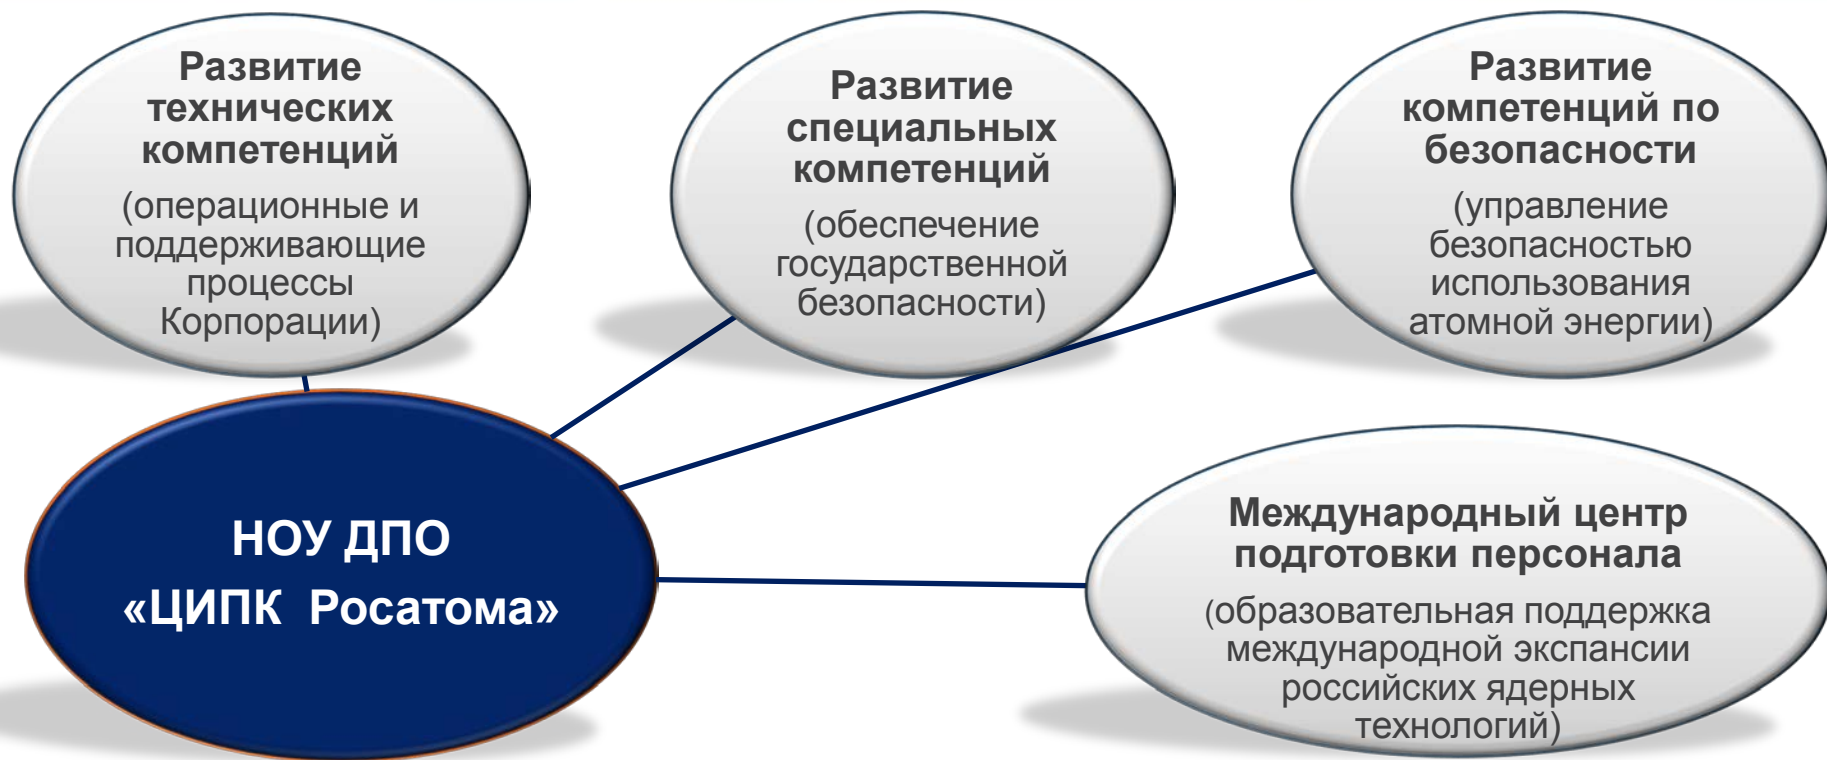 Развитие
технических
компетенций
(операционные и
поддерживающие
процессы
Корпорации)
Развитие
специальных
компетенций
(обеспечение
государственной
безопасности)
Развитие
компетенций по
безопасности
(управление
безопасностью
использования
атомной энергии)
НОУ ДПО
«ЦИПК Росатома»
Международный центр
подготовки персонала
(образовательная поддержка
международной экспансии
российских ядерных
технологий)